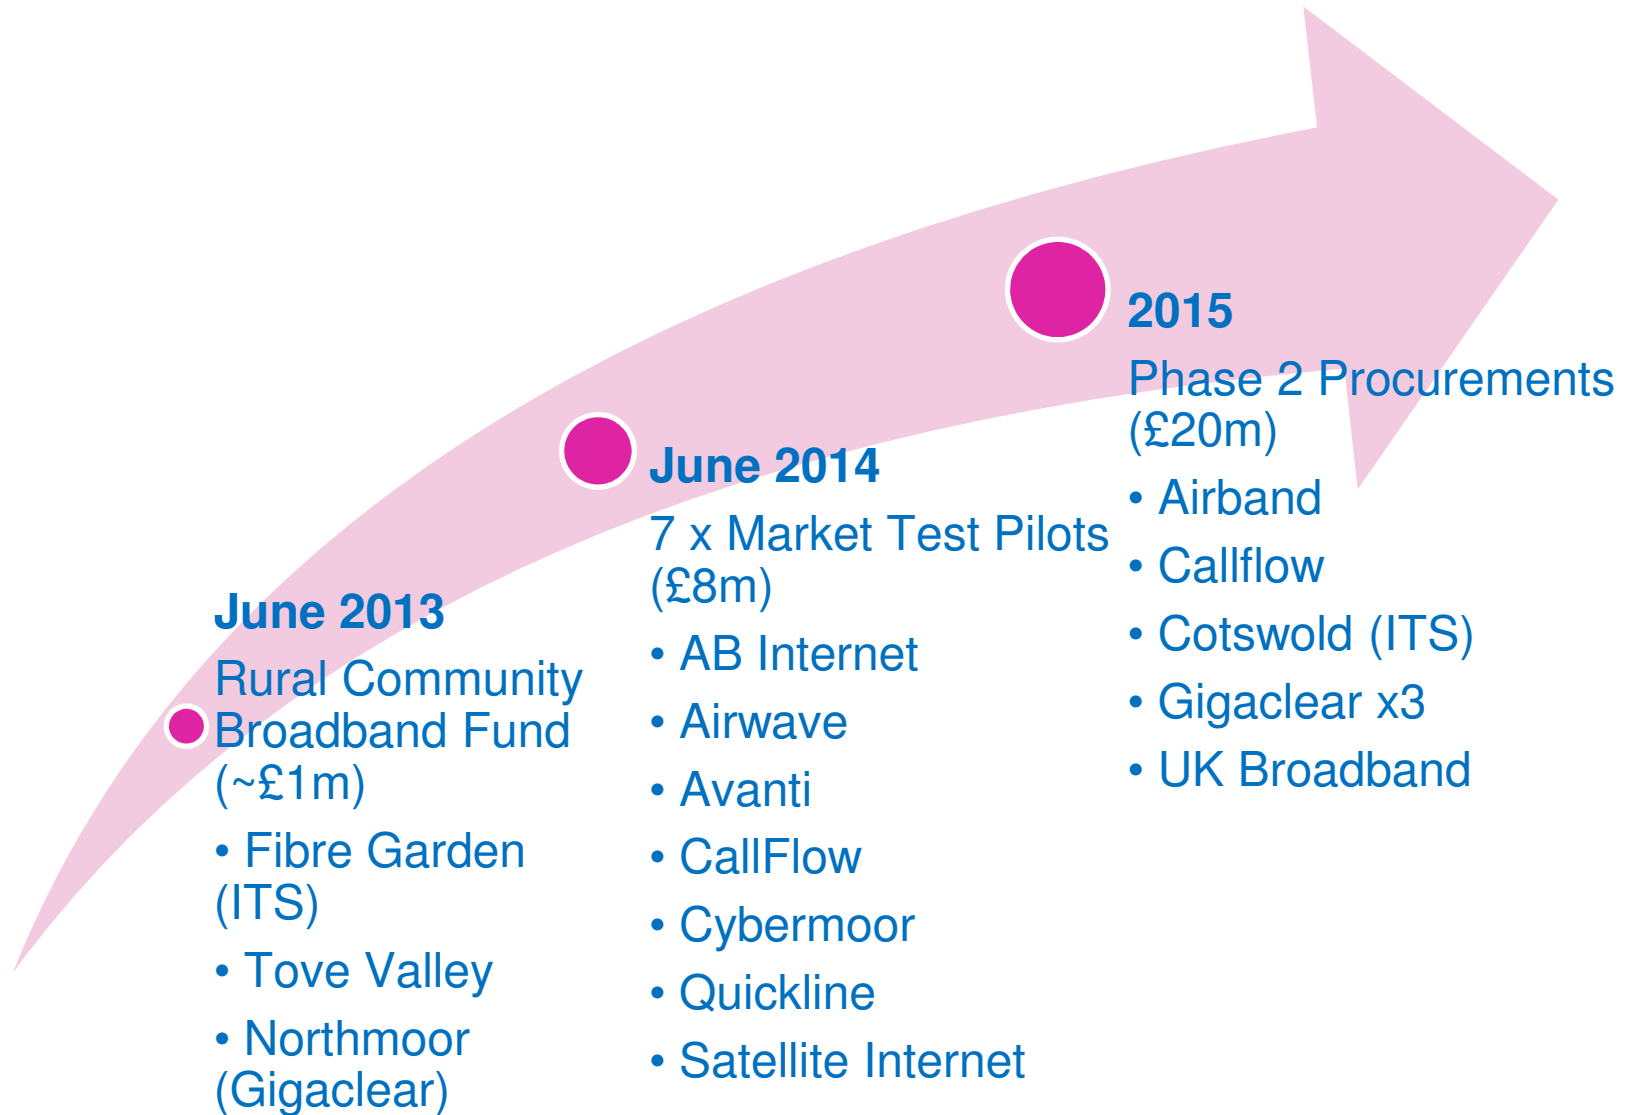 June 2013
Rural Community
Broadband Fund
(~£1m)
• Fibre Garden
(ITS)
• Tove Valley
• Northmoor
(Gigaclear)
June 2014
7 x Market Test Pilots
(£8m)
• AB Internet
• Airwave
• Avanti
• CallFlow
• Cybermoor
• Quickline
• Satellite Internet
2015
Phase 2 Procurements
(£20m)
• Airband
• Callflow
• Cotswold (ITS)
• Gigaclear x3
• UK Broadband